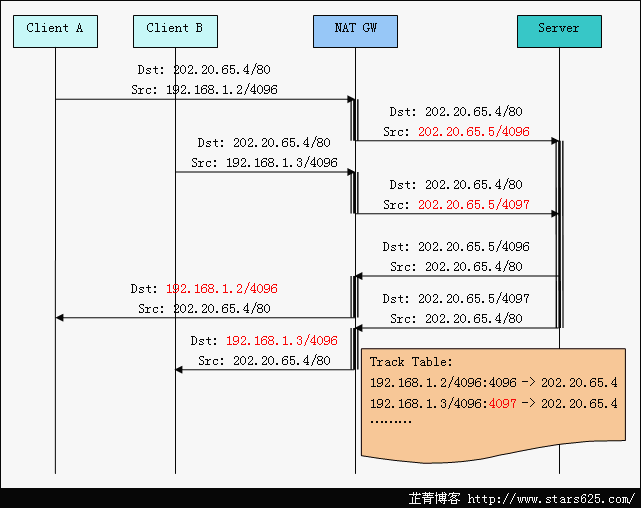 Client A
Client B
NAT GW
Server
Dst: 202.20.65.4/80
Src: 192.168.1.2/4096
Dst: 202.20.65.4/80
Src: 202.20.65.5/4096
Dst: 202.20.65.4/80
Src: 192.168.1.3/4096
Dst: 202.20.65.4/80
Src: 202.20.65.5/4097
Dst: 202.20.65.5/4096
Src: 202.20.65.4/80
Dst: 192.168.1.2/4096
Src: 202.20.65.4/80
Dst: 202.20.65.5/4097
Src: 202.20.65.4/80
Dst: 192.168.1.3/4096
Src: 202.20.65.4/80
Track Table:
192.168.1.2/4096:4096 -> 202.20.65.4
192.168.1.3/4096:4097 -> 202.20.65.4
………
芷菁博客 http://www.stars625.com/